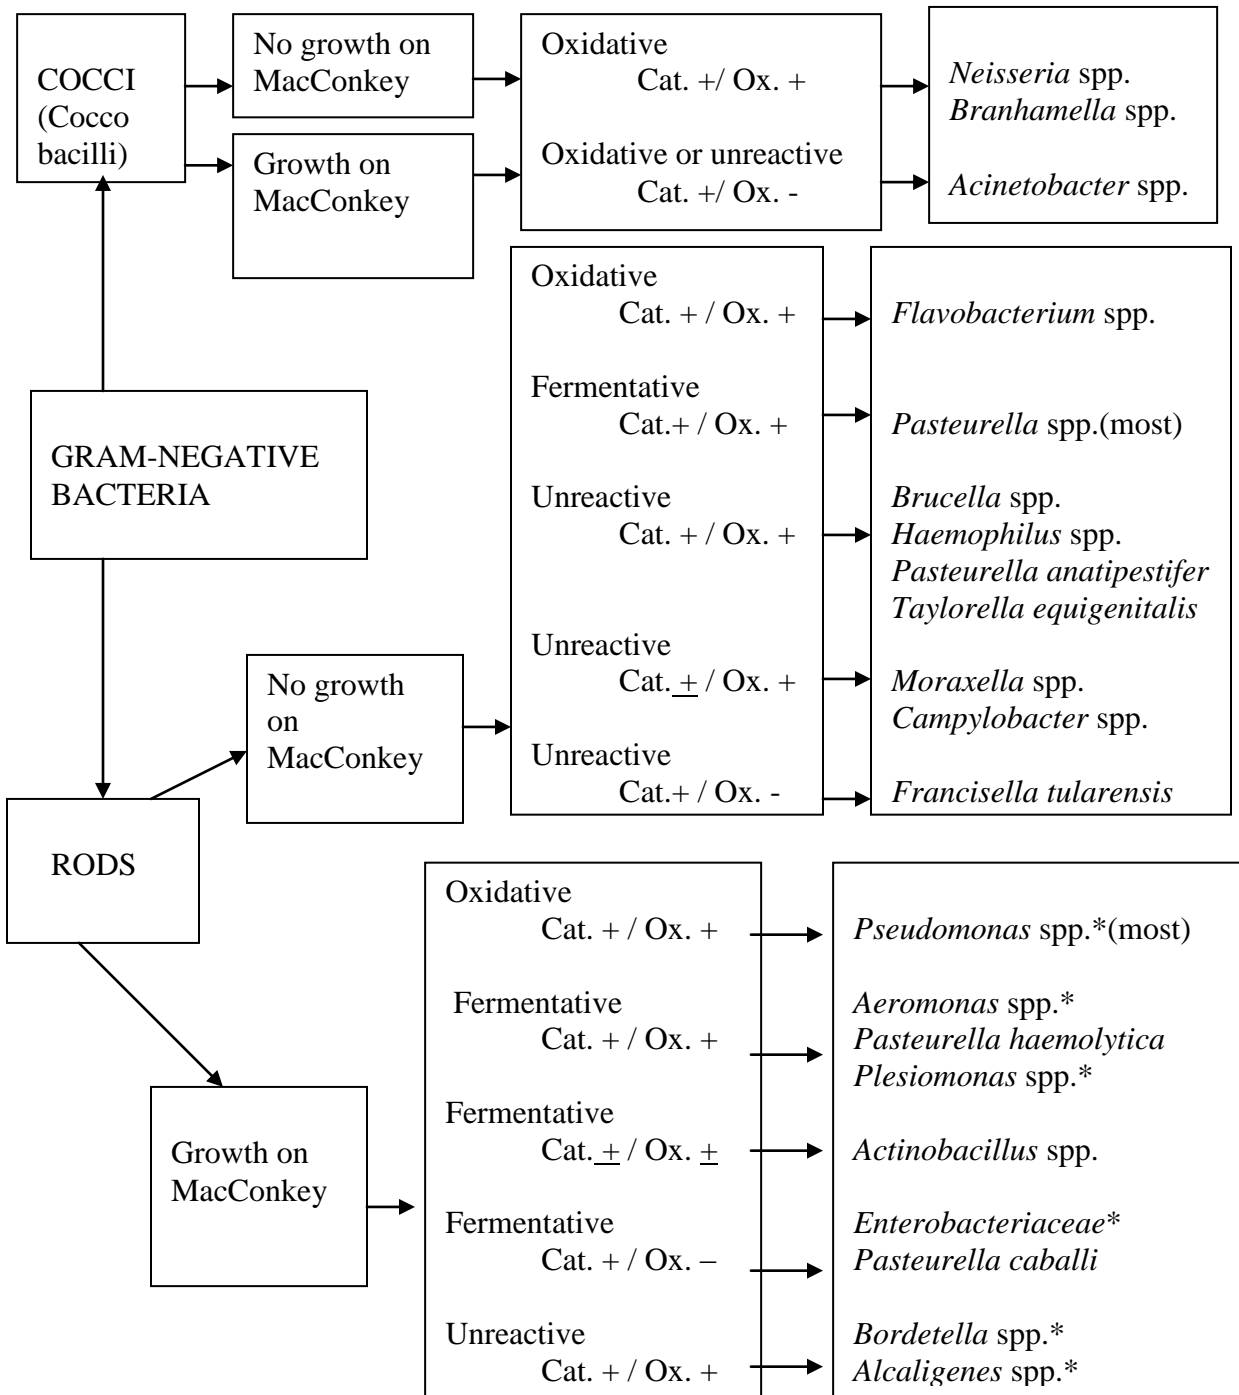 COCCI
(Cocco
bacilli)
No growth on
MacConkey
Growth on
MacConkey
Oxidative
Cat. +/ Ox. +
Oxidative or unreactive
Cat. +/ Ox. -
Neisseria spp.
Branhamella spp.
Acinetobacter spp.
GRAM-NEGATIVE
BACTERIA
RODS
No growth
on
MacConkey
Oxidative
Cat. + / Ox. +
Fermentative
Cat.+ / Ox. +
Unreactive
Cat. + / Ox. +
Unreactive
Cat. ± / Ox. +
Unreactive
Cat.+ / Ox. -
Flavobacterium spp.
Pasteurella spp.(most)
Brucella spp.
Haemophilus spp.
Pasteurella anatipestifer
Taylorella equigenitalis
Moraxella spp.
Campylobacter spp.
Francisella tularensis
Growth on
MacConkey
Oxidative
Cat. + / Ox. +
Fermentative
Cat. + / Ox. +
Fermentative
Cat. ± / Ox. ±
Fermentative
Cat. + / Ox. –
Unreactive
Cat. + / Ox. +
Pseudomonas spp.*(most)
Aeromonas spp.*
Pasteurella haemolytica
Plesiomonas spp.*
Actinobacillus spp.
Enterobacteriaceae*
Pasteurella caballi
Bordetella spp.*
Alcaligenes spp.*